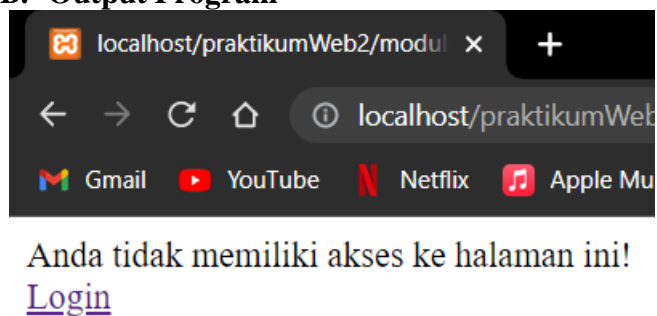 B. Output Program
localhost/praktikumWeb2/modul
localhost/praktikumWeb
Gmail YouTube Netflix Apple Mu
Anda tidak memiliki akses ke halaman ini!
Login